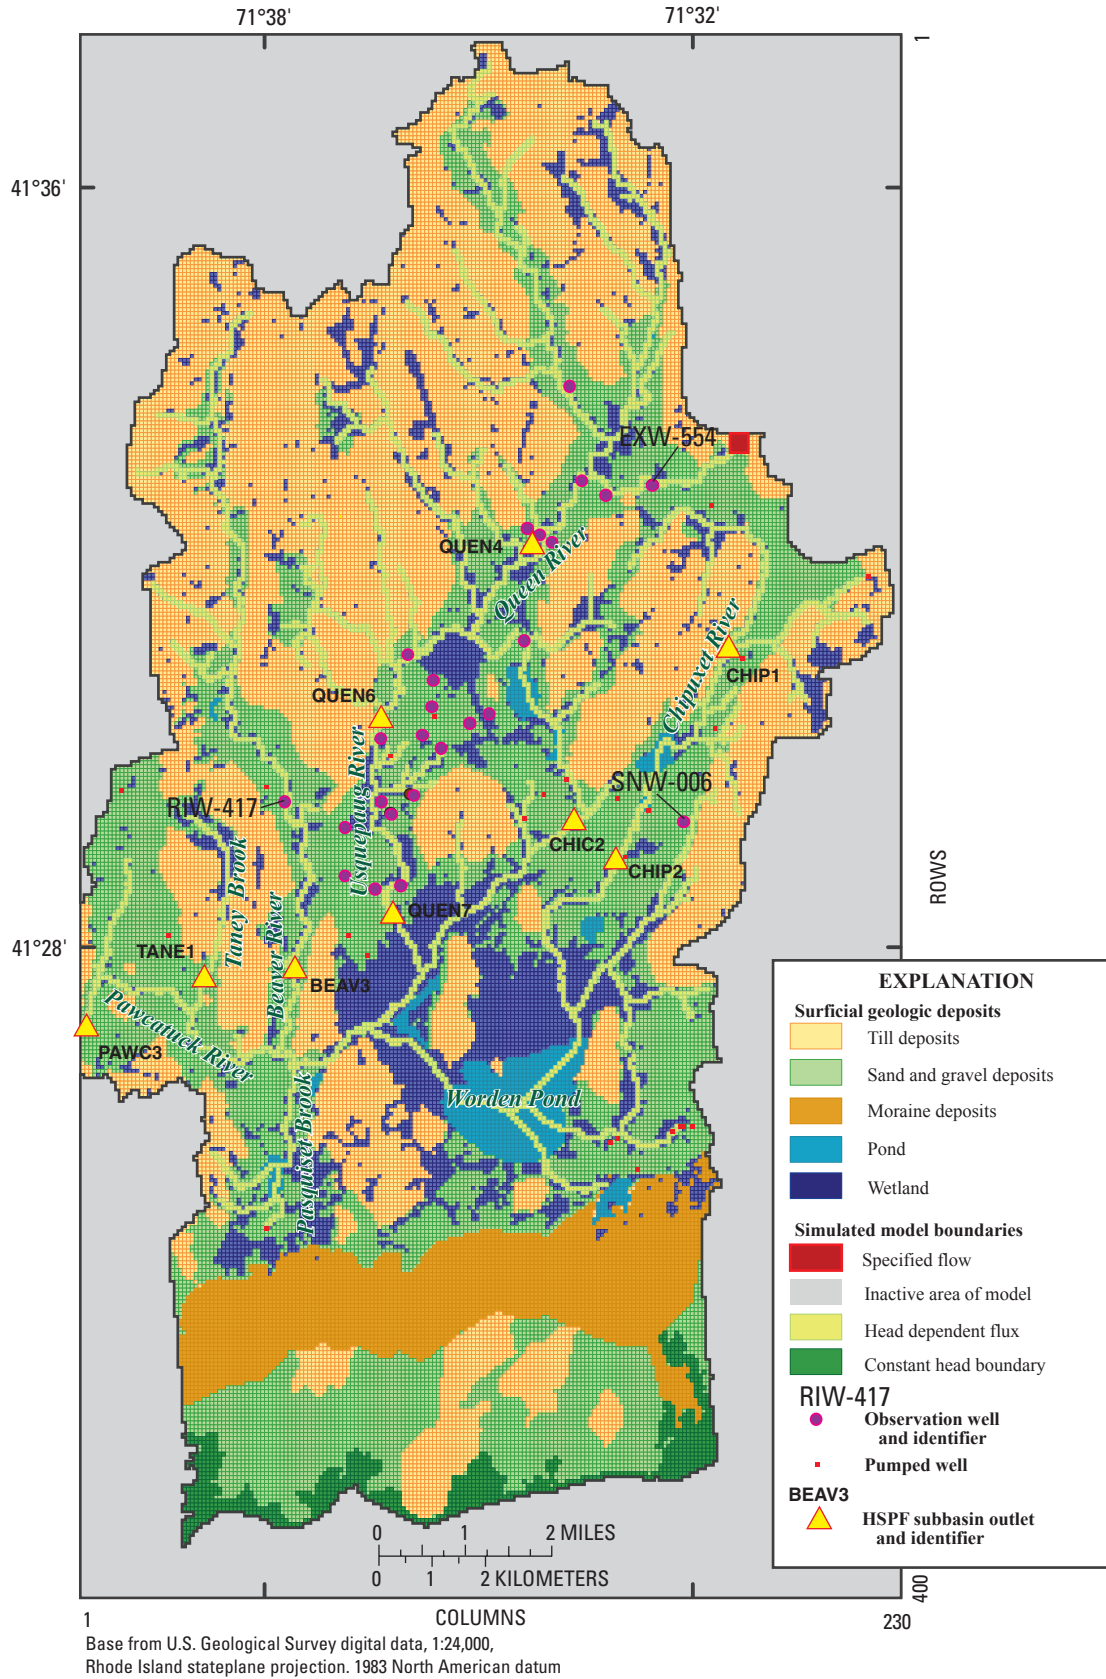 71°38'
71°32'
1
41°36'
EXW-554
QUEN4
Queen River
Chipuxet River
CHIP1
QUEN6
Usquepaug River
SNW-006
RIW-417
CHIC2
CHIP2
ROWS
Taney Brook
QUEN7
41°28'
TANE1
Beaver River
BEAV3
Pawcatuck River
PAWC3
Worden Pond
Pasquiset Brook
EXPLANATION
Surficial geologic deposits
Till deposits
Sand and gravel deposits
Moraine deposits
Pond
Wetland
Simulated model boundaries
Specified flow
Inactive area of model
Head dependent flux
Constant head boundary
RIW-417
Observation well
and identifier
Pumped well
BEAV3
HSPF subbasin outlet
and identifier
0 1 2 MILES
0 1 2 KILOMETERS
400
1 COLUMNS 230
Base from U.S. Geological Survey digital data, 1:24,000,
Rhode Island stateplane projection. 1983 North American datum